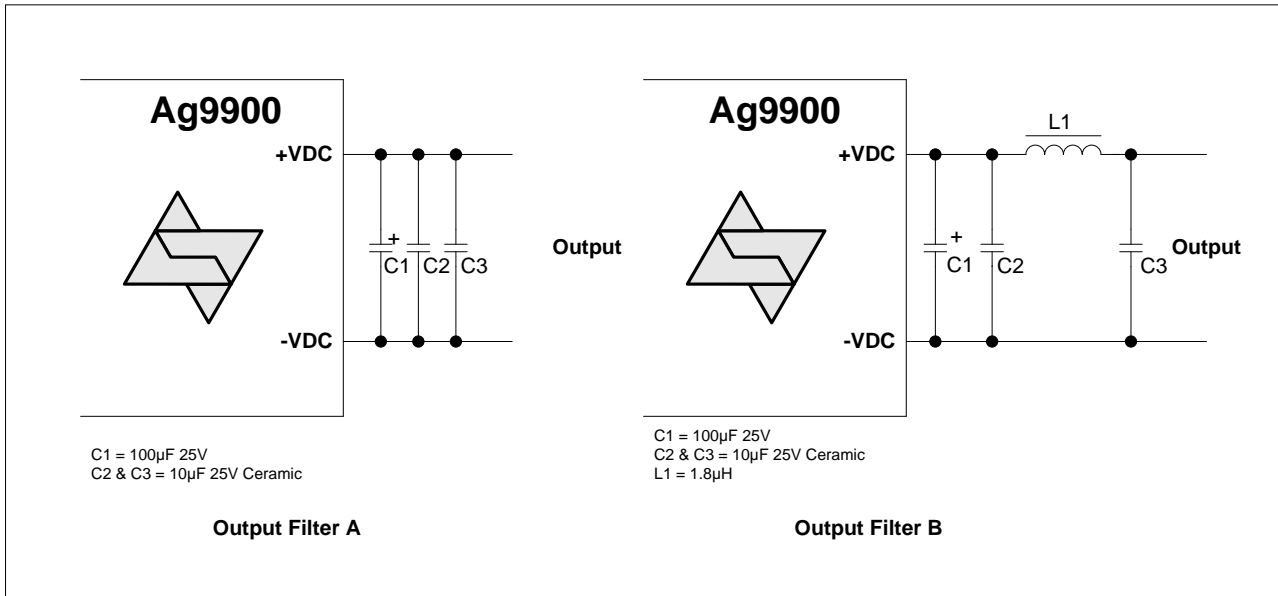 Ag9900
+VDC
+
C1
C2
C3
Output
-VDC
C1 = 100µF 25V
C2 & C3 = 10µF 25V Ceramic
Output Filter A
Ag9900
L1
+VDC
+
C1
C2
C3
Output
-VDC
C1 = 100µF 25V
C2 & C3 = 10µF 25V Ceramic
L1 = 1.8µH
Output Filter B